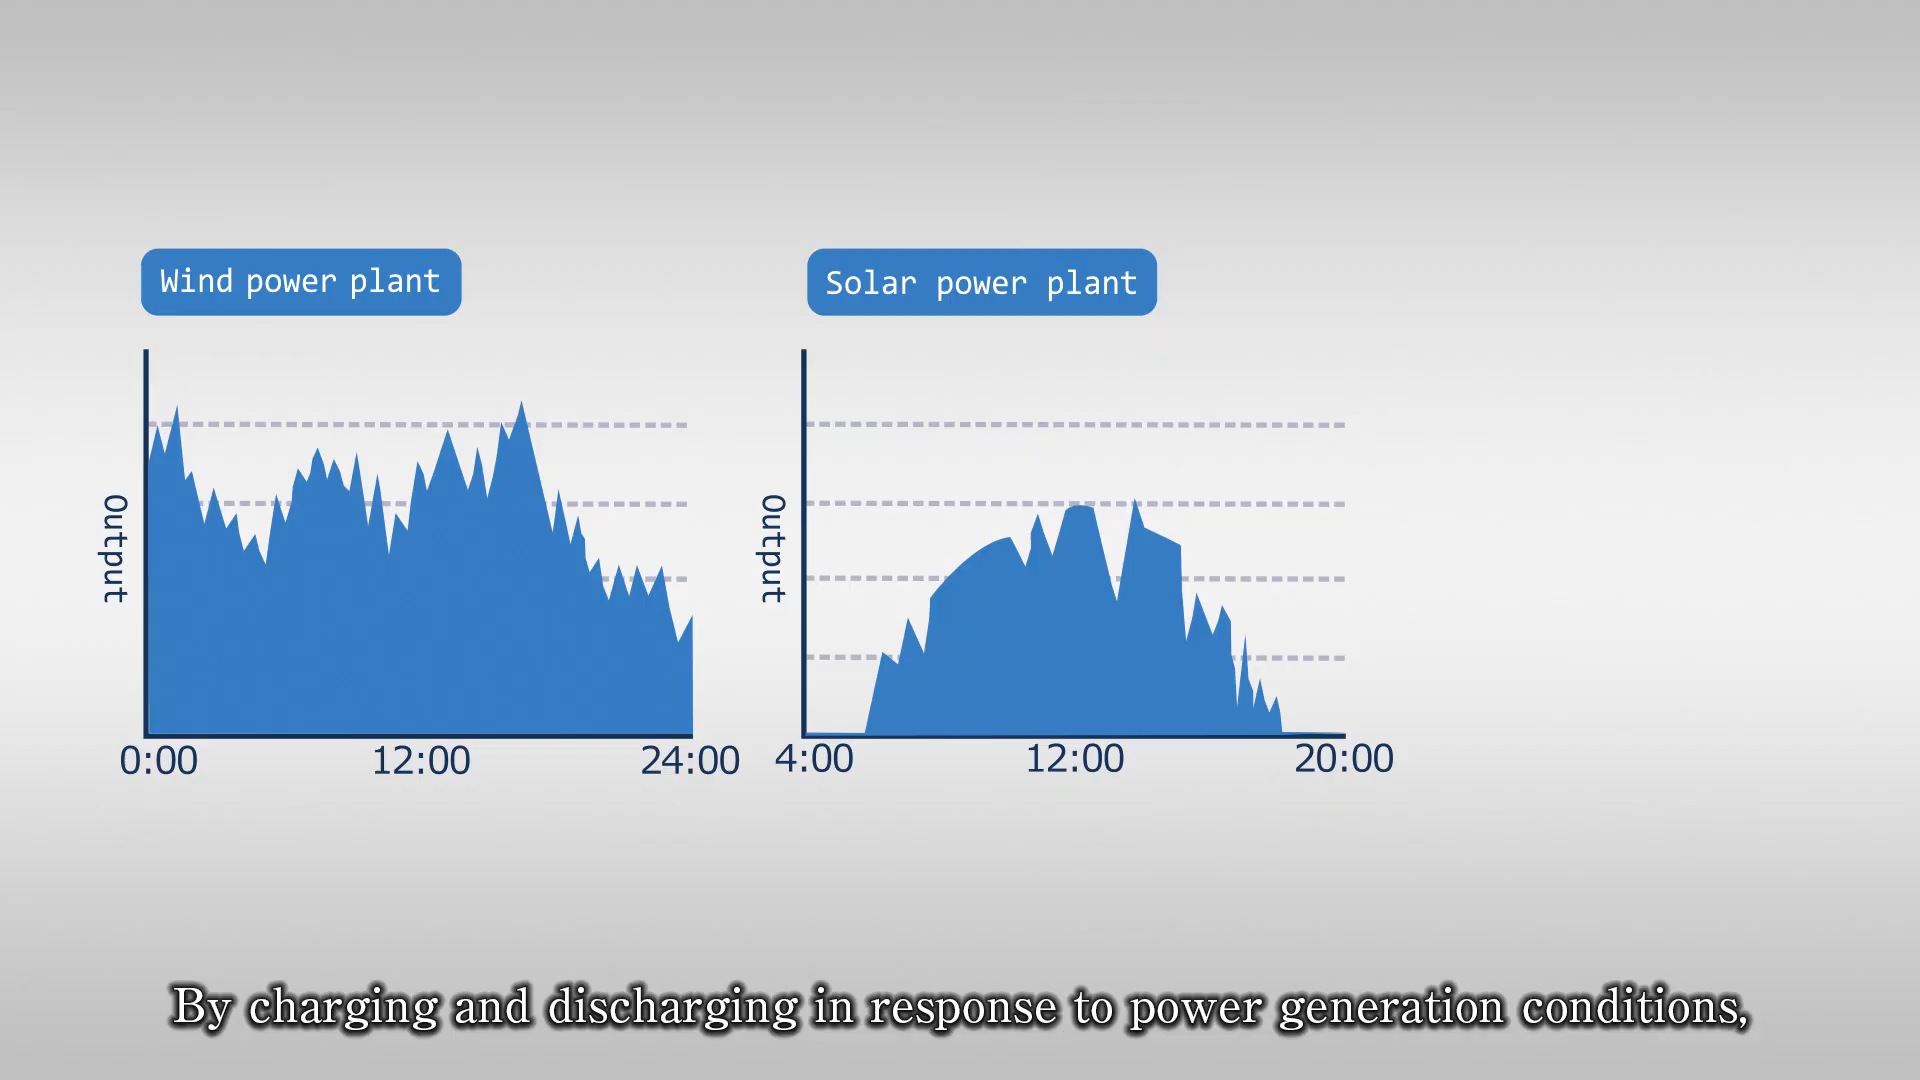 Wind power plant
Solar power plant
Output
Output
0:00 12:00 24:00
4:00 12:00 20:00
By charging and discharging in response to power generation conditions,